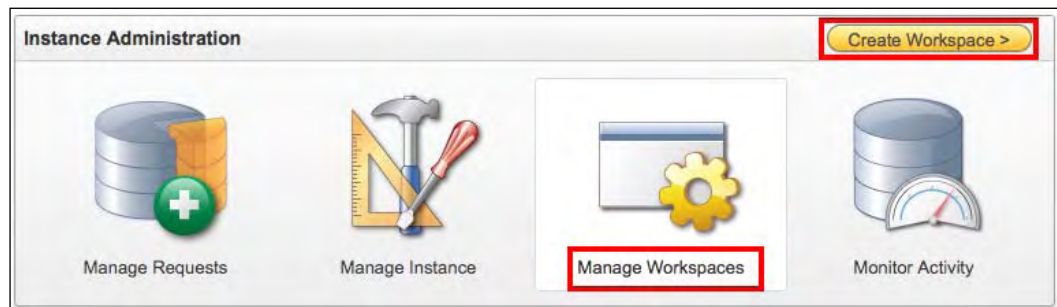 Instance Administration
Create Workspace >
Manage Requests
Manage Instance
Manage Workspaces
Monitor Activity